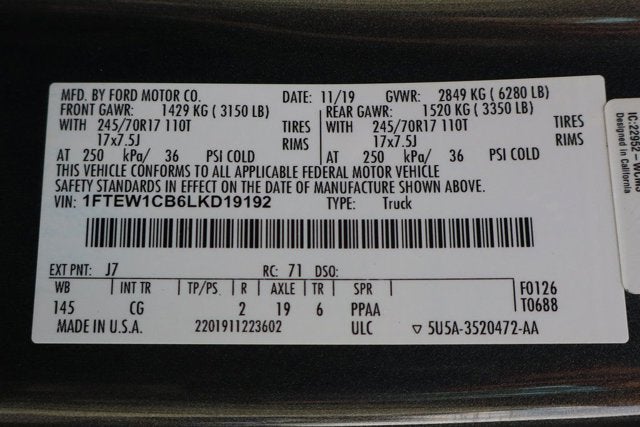 MFD. BY FORD MOTOR CO. DATE: 11/19 GVWR: 2849 KG ( 6280 LB)
FRONT GAWR: 1429 KG ( 3150 LB) REAR GAWR: 1520 KG ( 3350 LB)
WITH 245/70R17 110T TIRES WITH 245/70R17 110T TIRES
17x7.5J RIMS 17x7.5J RIMS
AT 250 kPa/ 36 PSI COLD AT 250 kPa/ 36 PSI COLD
THIS VEHICLE CONFORMS TO ALL APPLICABLE FEDERAL MOTOR VEHICLE
SAFETY STANDARDS IN EFFECT ON THE DATE OF MANUFACTURE SHOWN ABOVE.
VIN: 1FTEW1CB6LKD19192 TYPE: Truck
EXT PNT: J7 RC: 71 DSO:
WB INT TR TP/PS R AXLE TR SPR F0126
145 CG 2 19 6 PPAA T0688
MADE IN U.S.A. 2201911223602 ULC ▽ 5U5A-3520472-AA
IC:22952 -
Designed in California